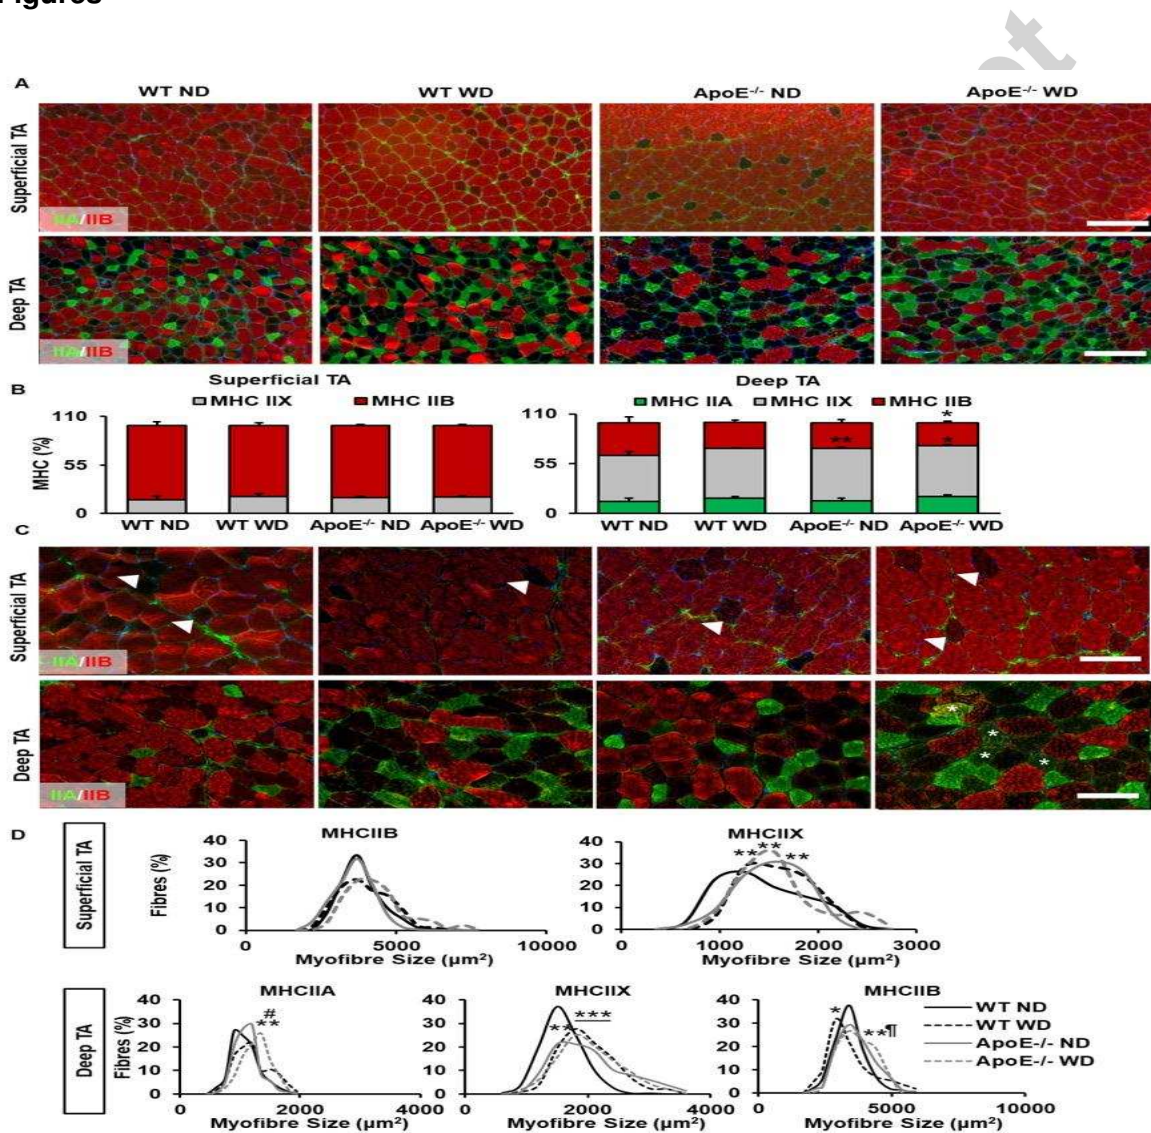 Figures
A
WT ND WT WD ApoE-/- ND ApoE-/- WD
Superficial TA
IIA/IIB
Deep TA
IIA/IIB
B
Superficial TA Deep TA
MHC IIX MHC IIB MHC IIA MHC IIX MHC IIB
MHC (%)
110 110
55 55
0 0
* ** *
WT ND WT WD ApoE-/- ND ApoE-/- WD WT ND WT WD ApoE-/- ND ApoE-/- WD
C
Superficial TA
IIA/IIB
Deep TA
IIA/IIB
* * * *
D
Superficial TA
MHCIIB MHCIIX
Fibres (%)
40 40
30 30
20 20
10 10
0 0
** ** **
0 5000 10000 0 1000 2000 3000
Myofibre Size (µm²) Myofibre Size (µm²)
Deep TA
MHCIIA MHCIIX MHCIIB
Fibres (%)
40 40 40
30 30 30
20 20 20
10 10 10
0 0 0
# ** ** *** * **¶
WT ND
WT WD
ApoE-/- ND
ApoE-/- WD
0 2000 4000 0 2000 4000 0 5000 10000
Myofibre Size (µm²) Myofibre Size (µm²) Myofibre Size (µm²)